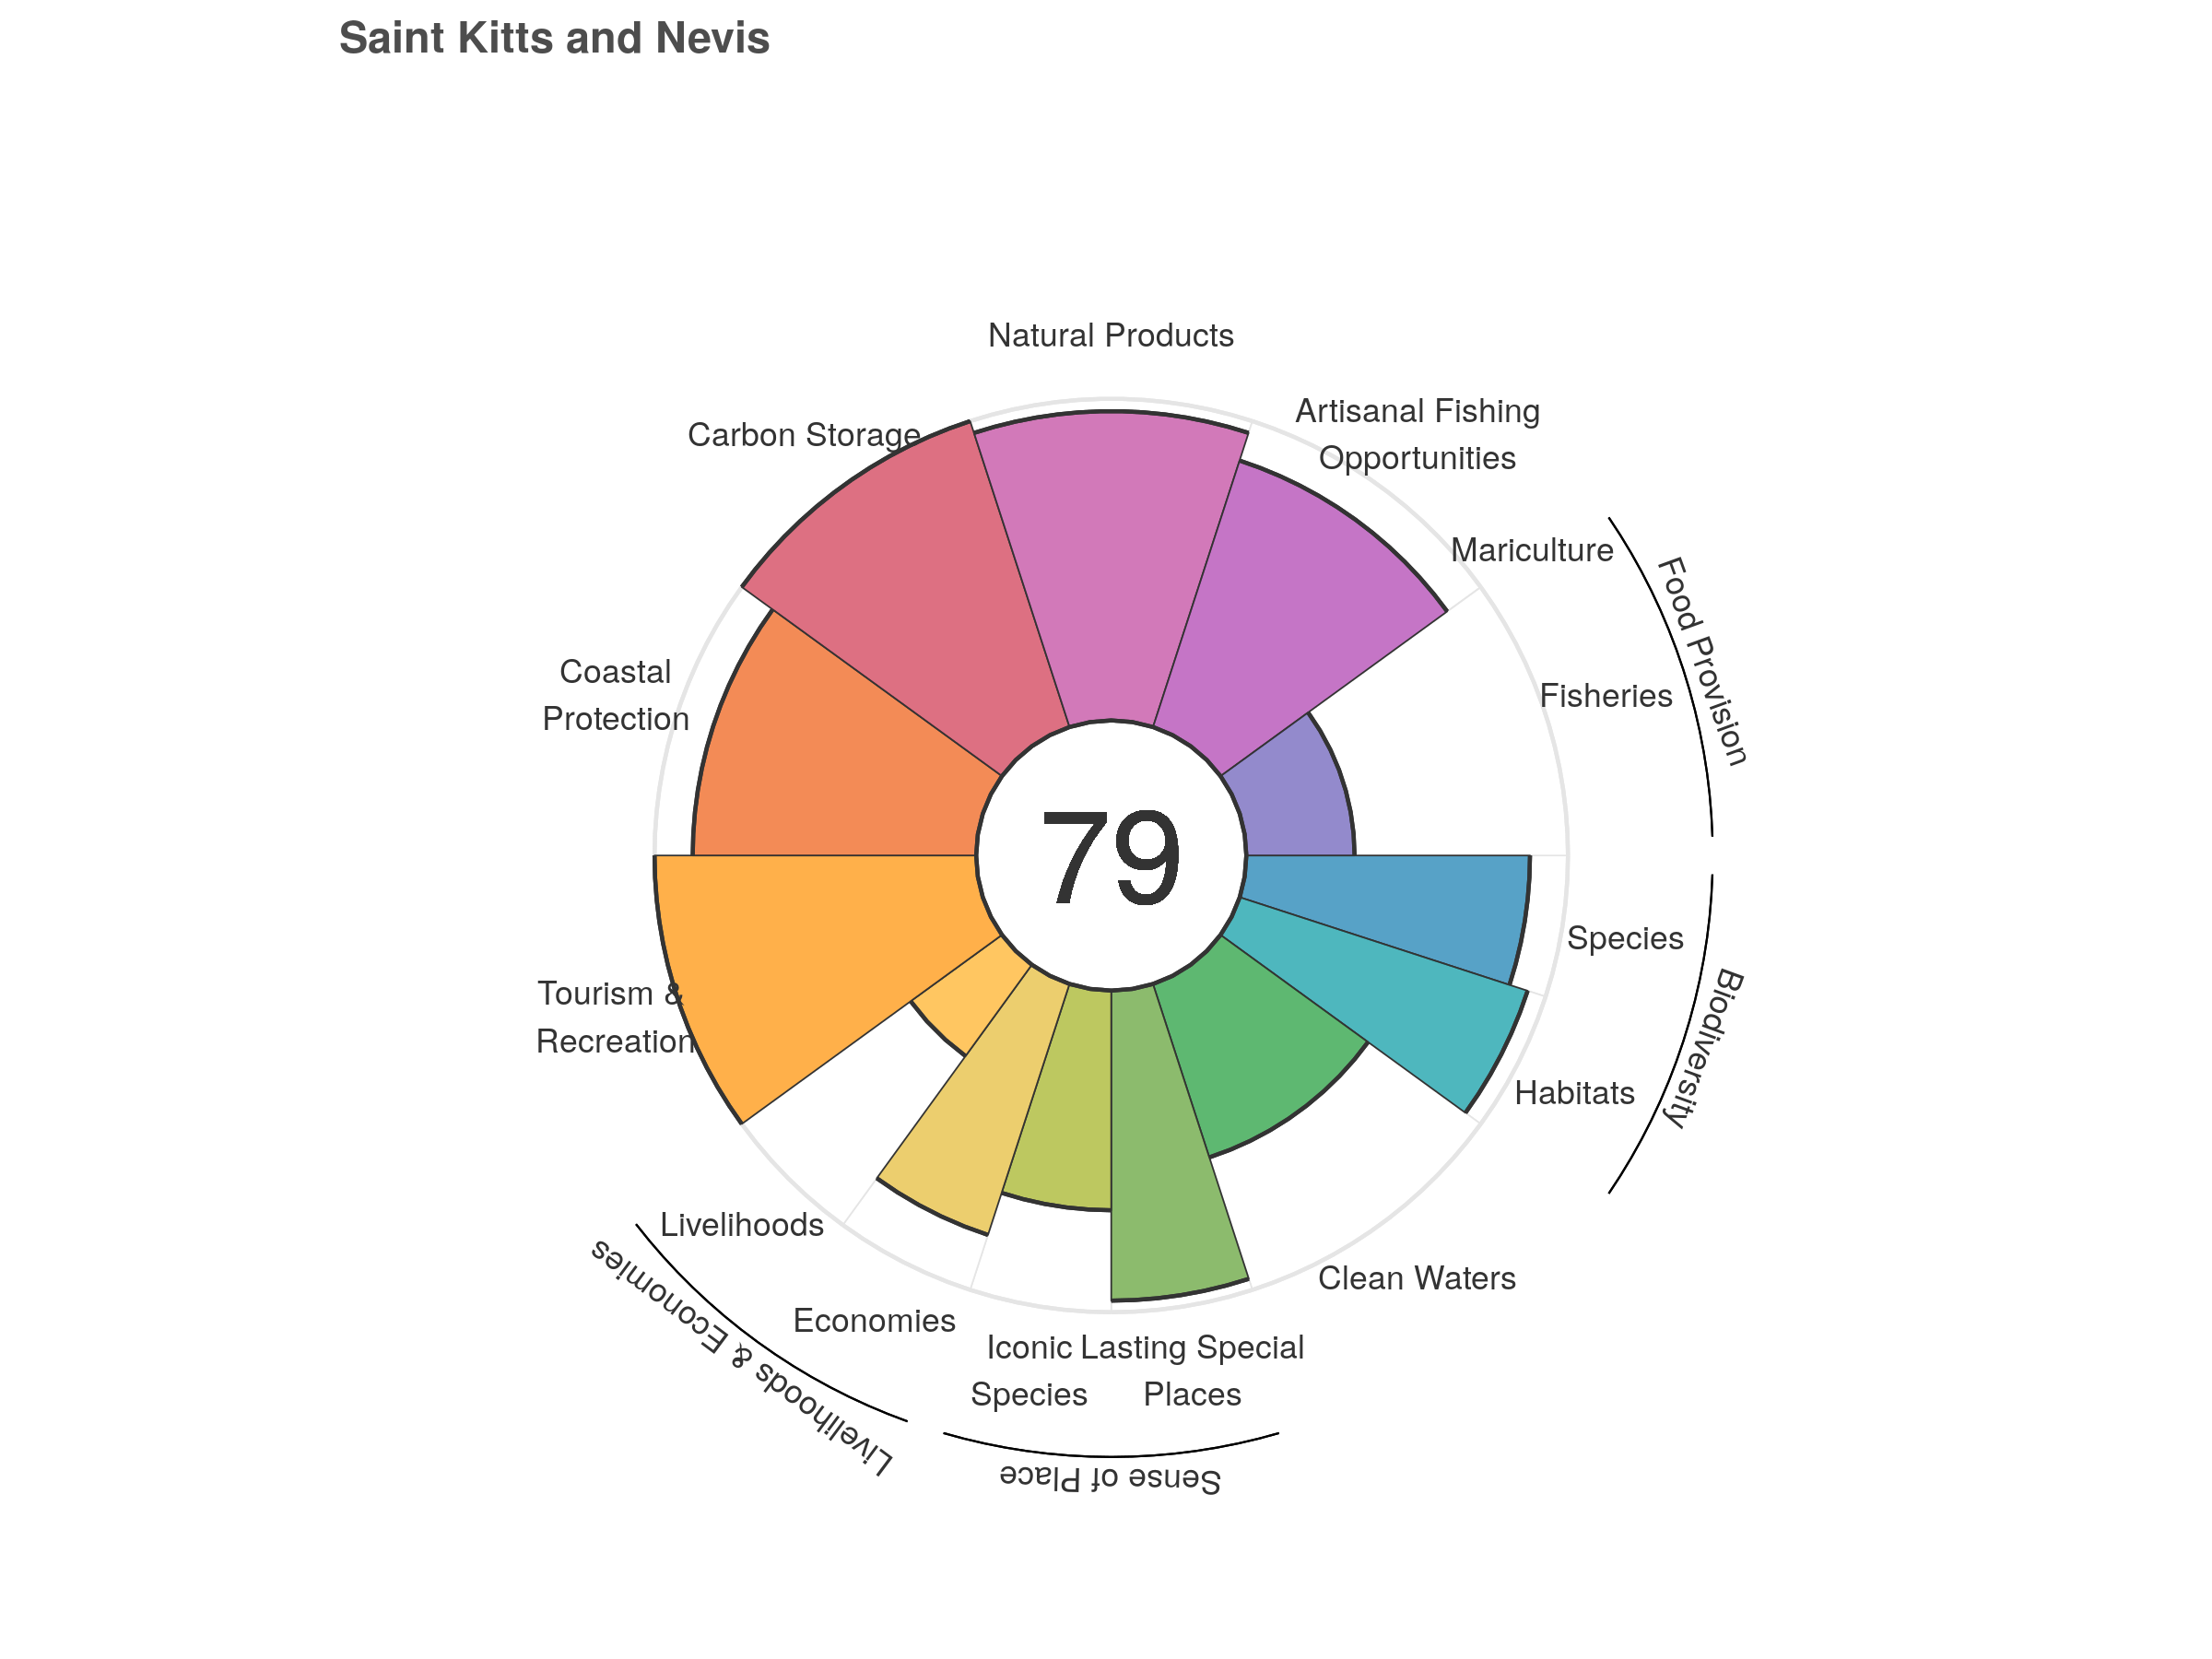 Saint Kitts and Nevis
Natural Products
Artisanal Fishing
Opportunities
Carbon Storage
Mariculture
Food Provision
Fisheries
Coastal
Protection
79
Species
Biodiversity
Tourism &
Recreation
Habitats
Livelihoods
Clean Waters
Economies
Livelihoods & Economies
Iconic
Species
Lasting Special
Places
Sense of Place